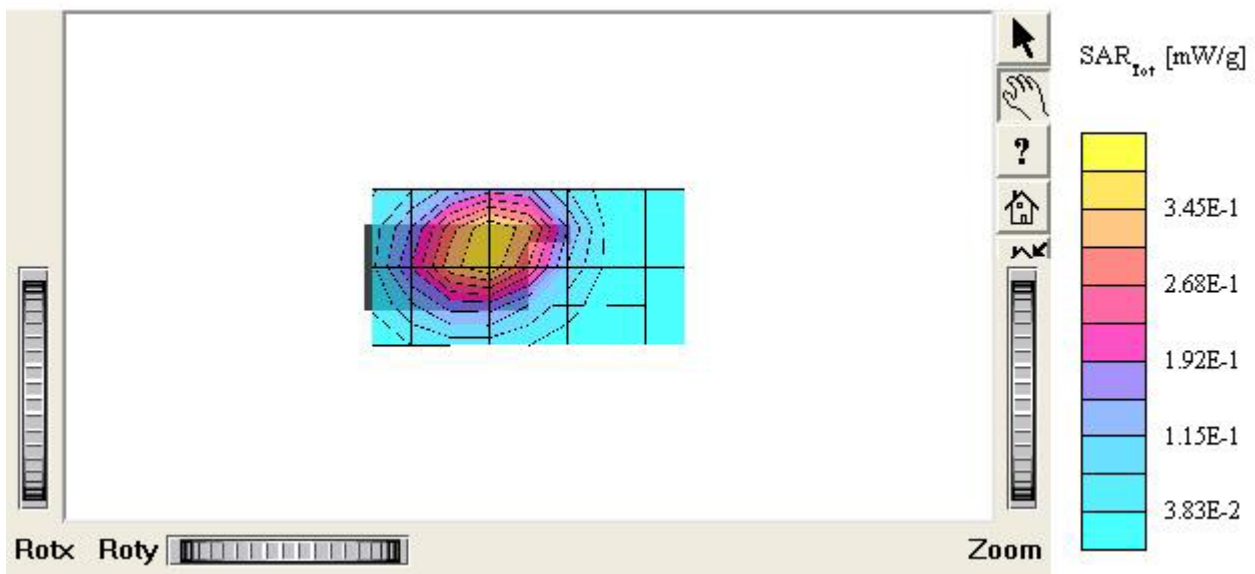 SAR_Tot [mW/g]
?
3.45E-1
2.68E-1
1.92E-1
1.15E-1
3.83E-2
Rotx Roty
Zoom